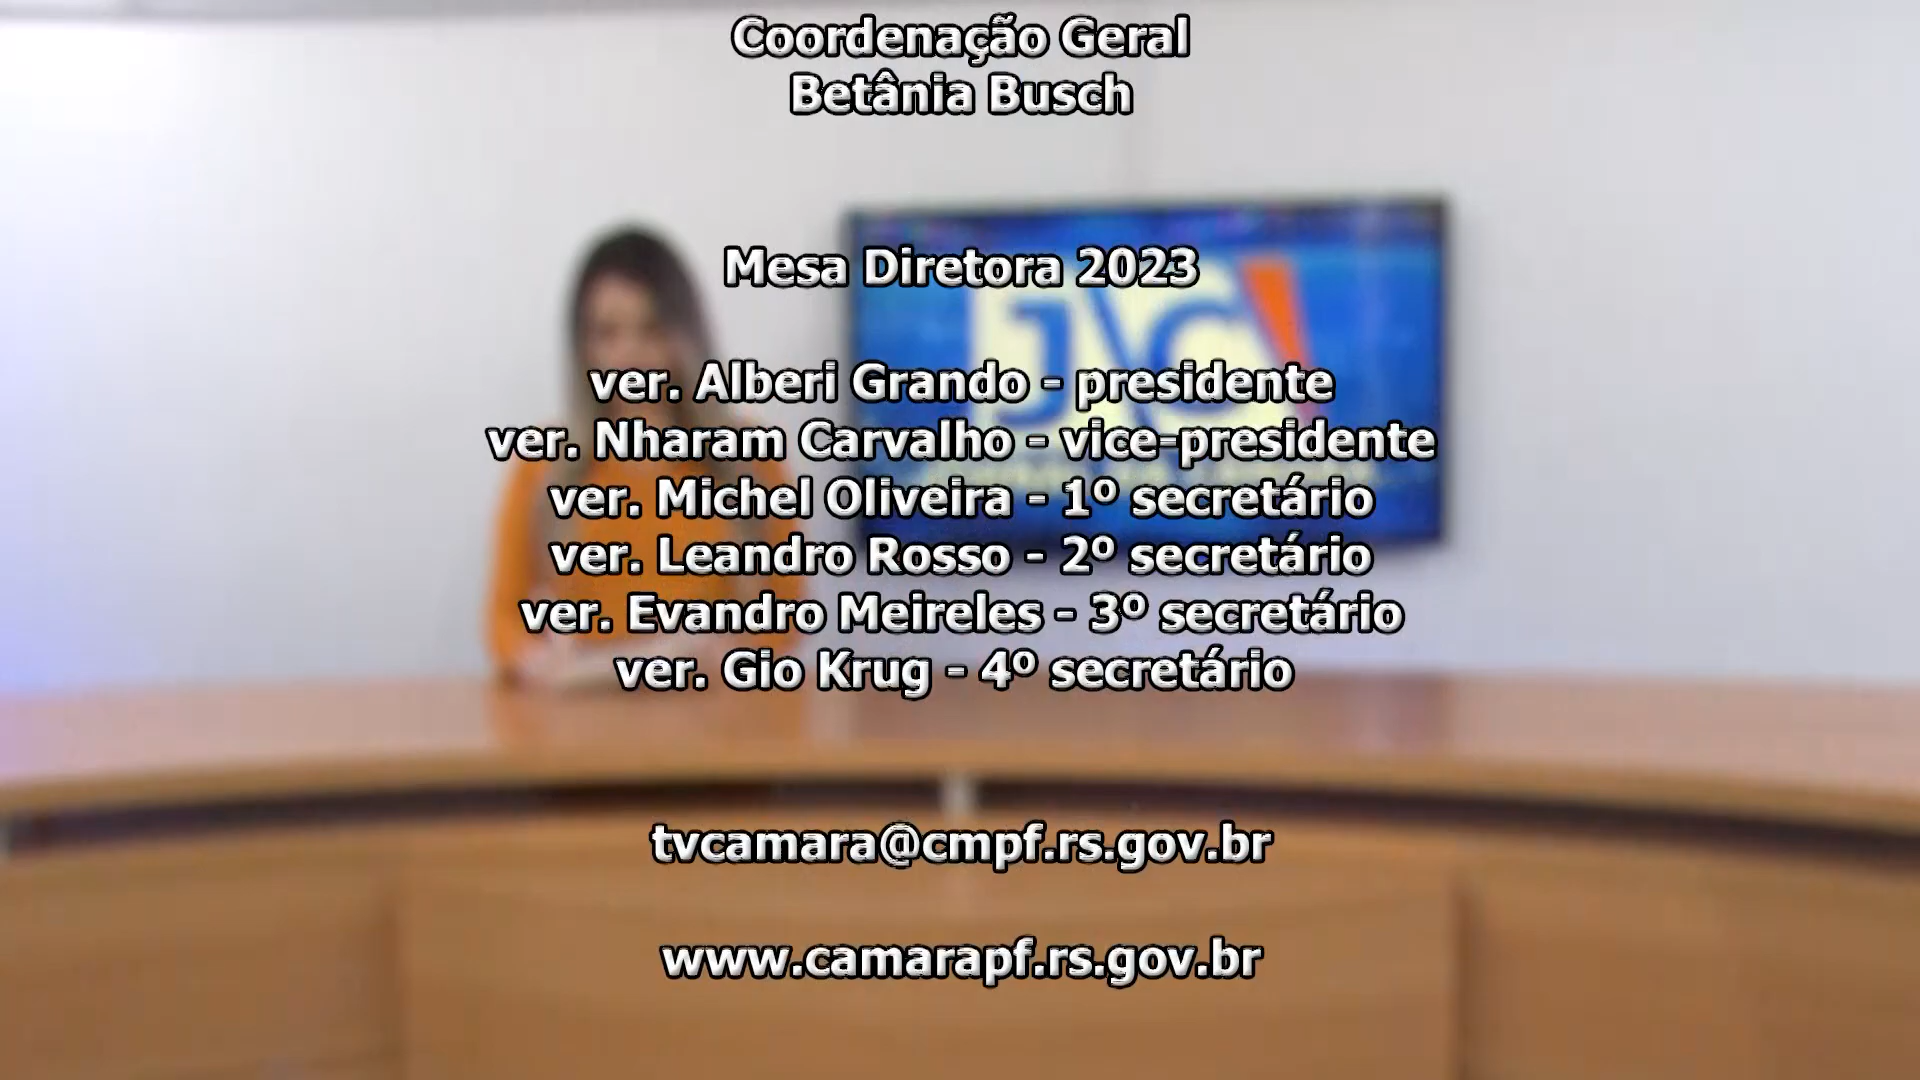 Coordenação Geral
Betânia Busch
Mesa Diretora 2023
ver. Alberi Grando - presidente
ver. Nharam Carvalho - vice-presidente
ver. Michel Oliveira - 1º secretário
ver. Leandro Rosso - 2º secretário
ver. Evandro Meireles - 3º secretário
ver. Gio Krug - 4º secretário
tvcamara@cmpf.rs.gov.br
www.camarapf.rs.gov.br